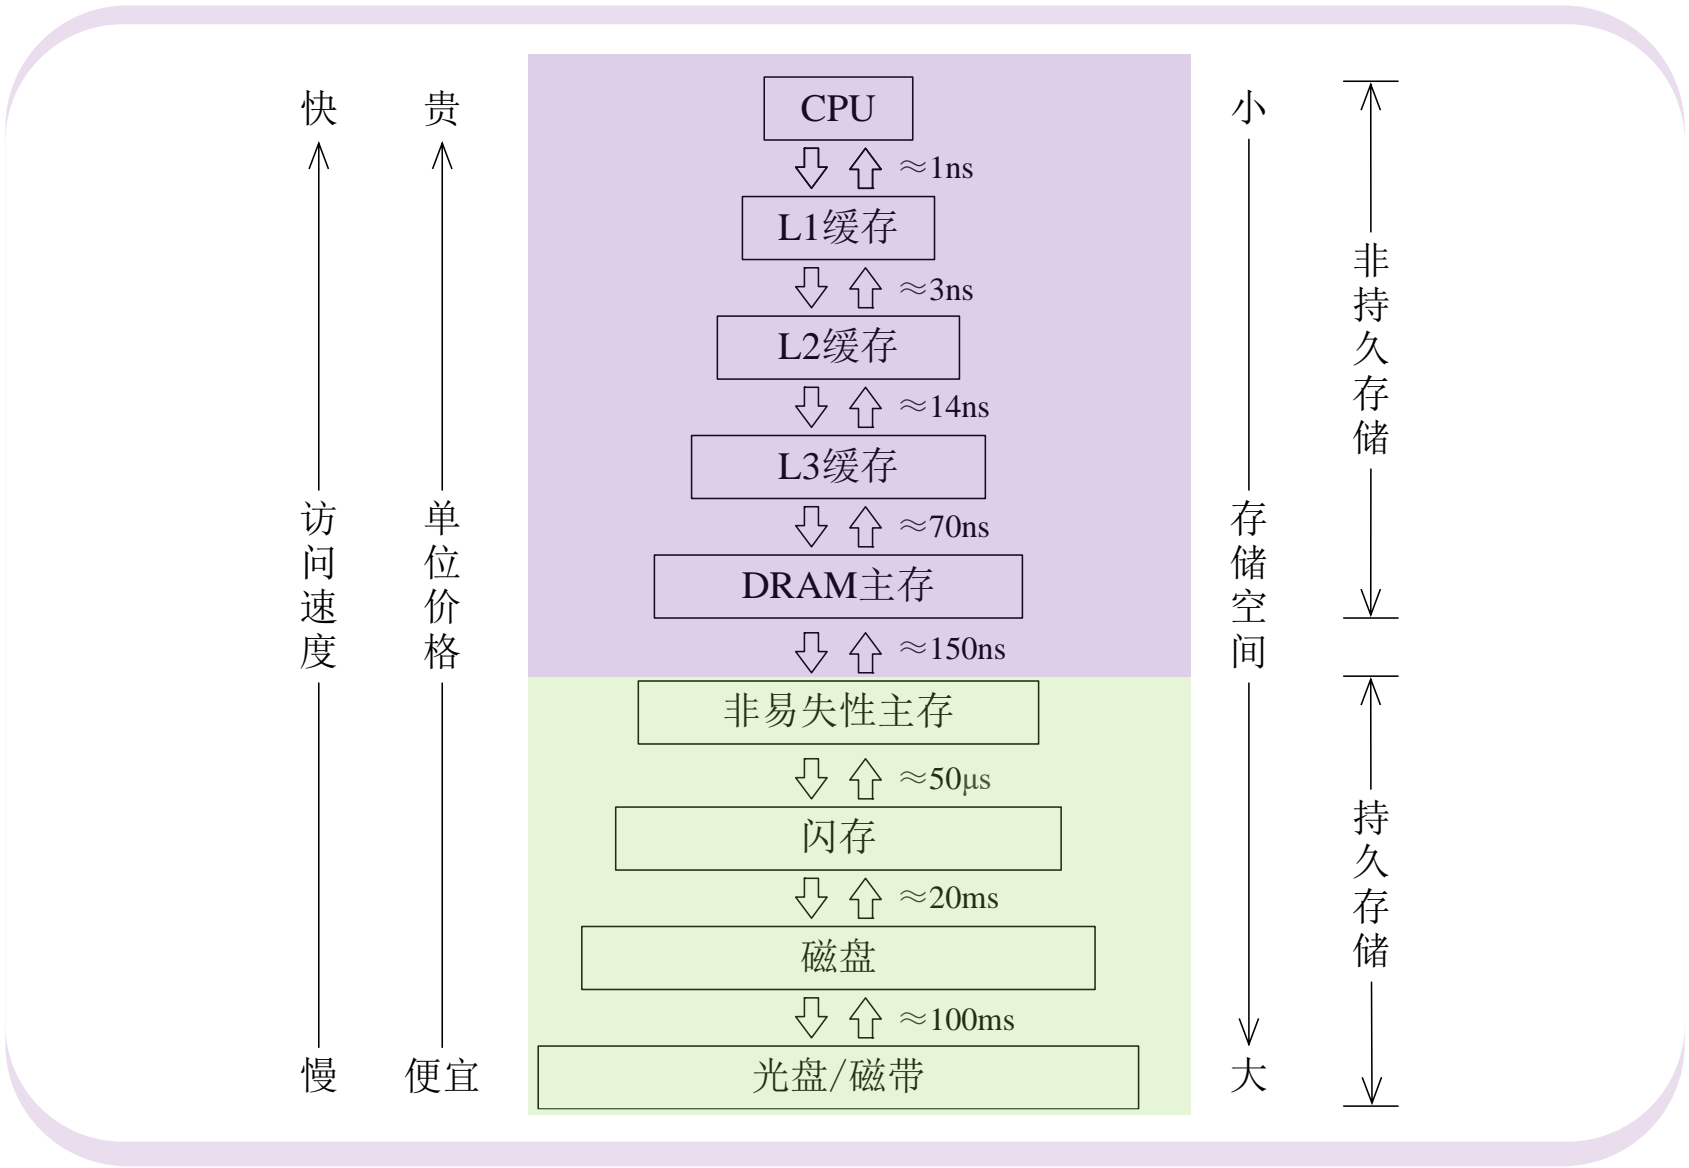 快
贵
CPU
小
≈1ns
L1缓存
≈3ns
L2缓存
≈14ns
L3缓存
≈70ns
DRAM主存
≈150ns
非易失性主存
≈50μs
闪存
≈20ms
磁盘
≈100ms
光盘/磁带
访问速度
单位价格
存储空间
非持久存储
持久存储
慢
便宜
大